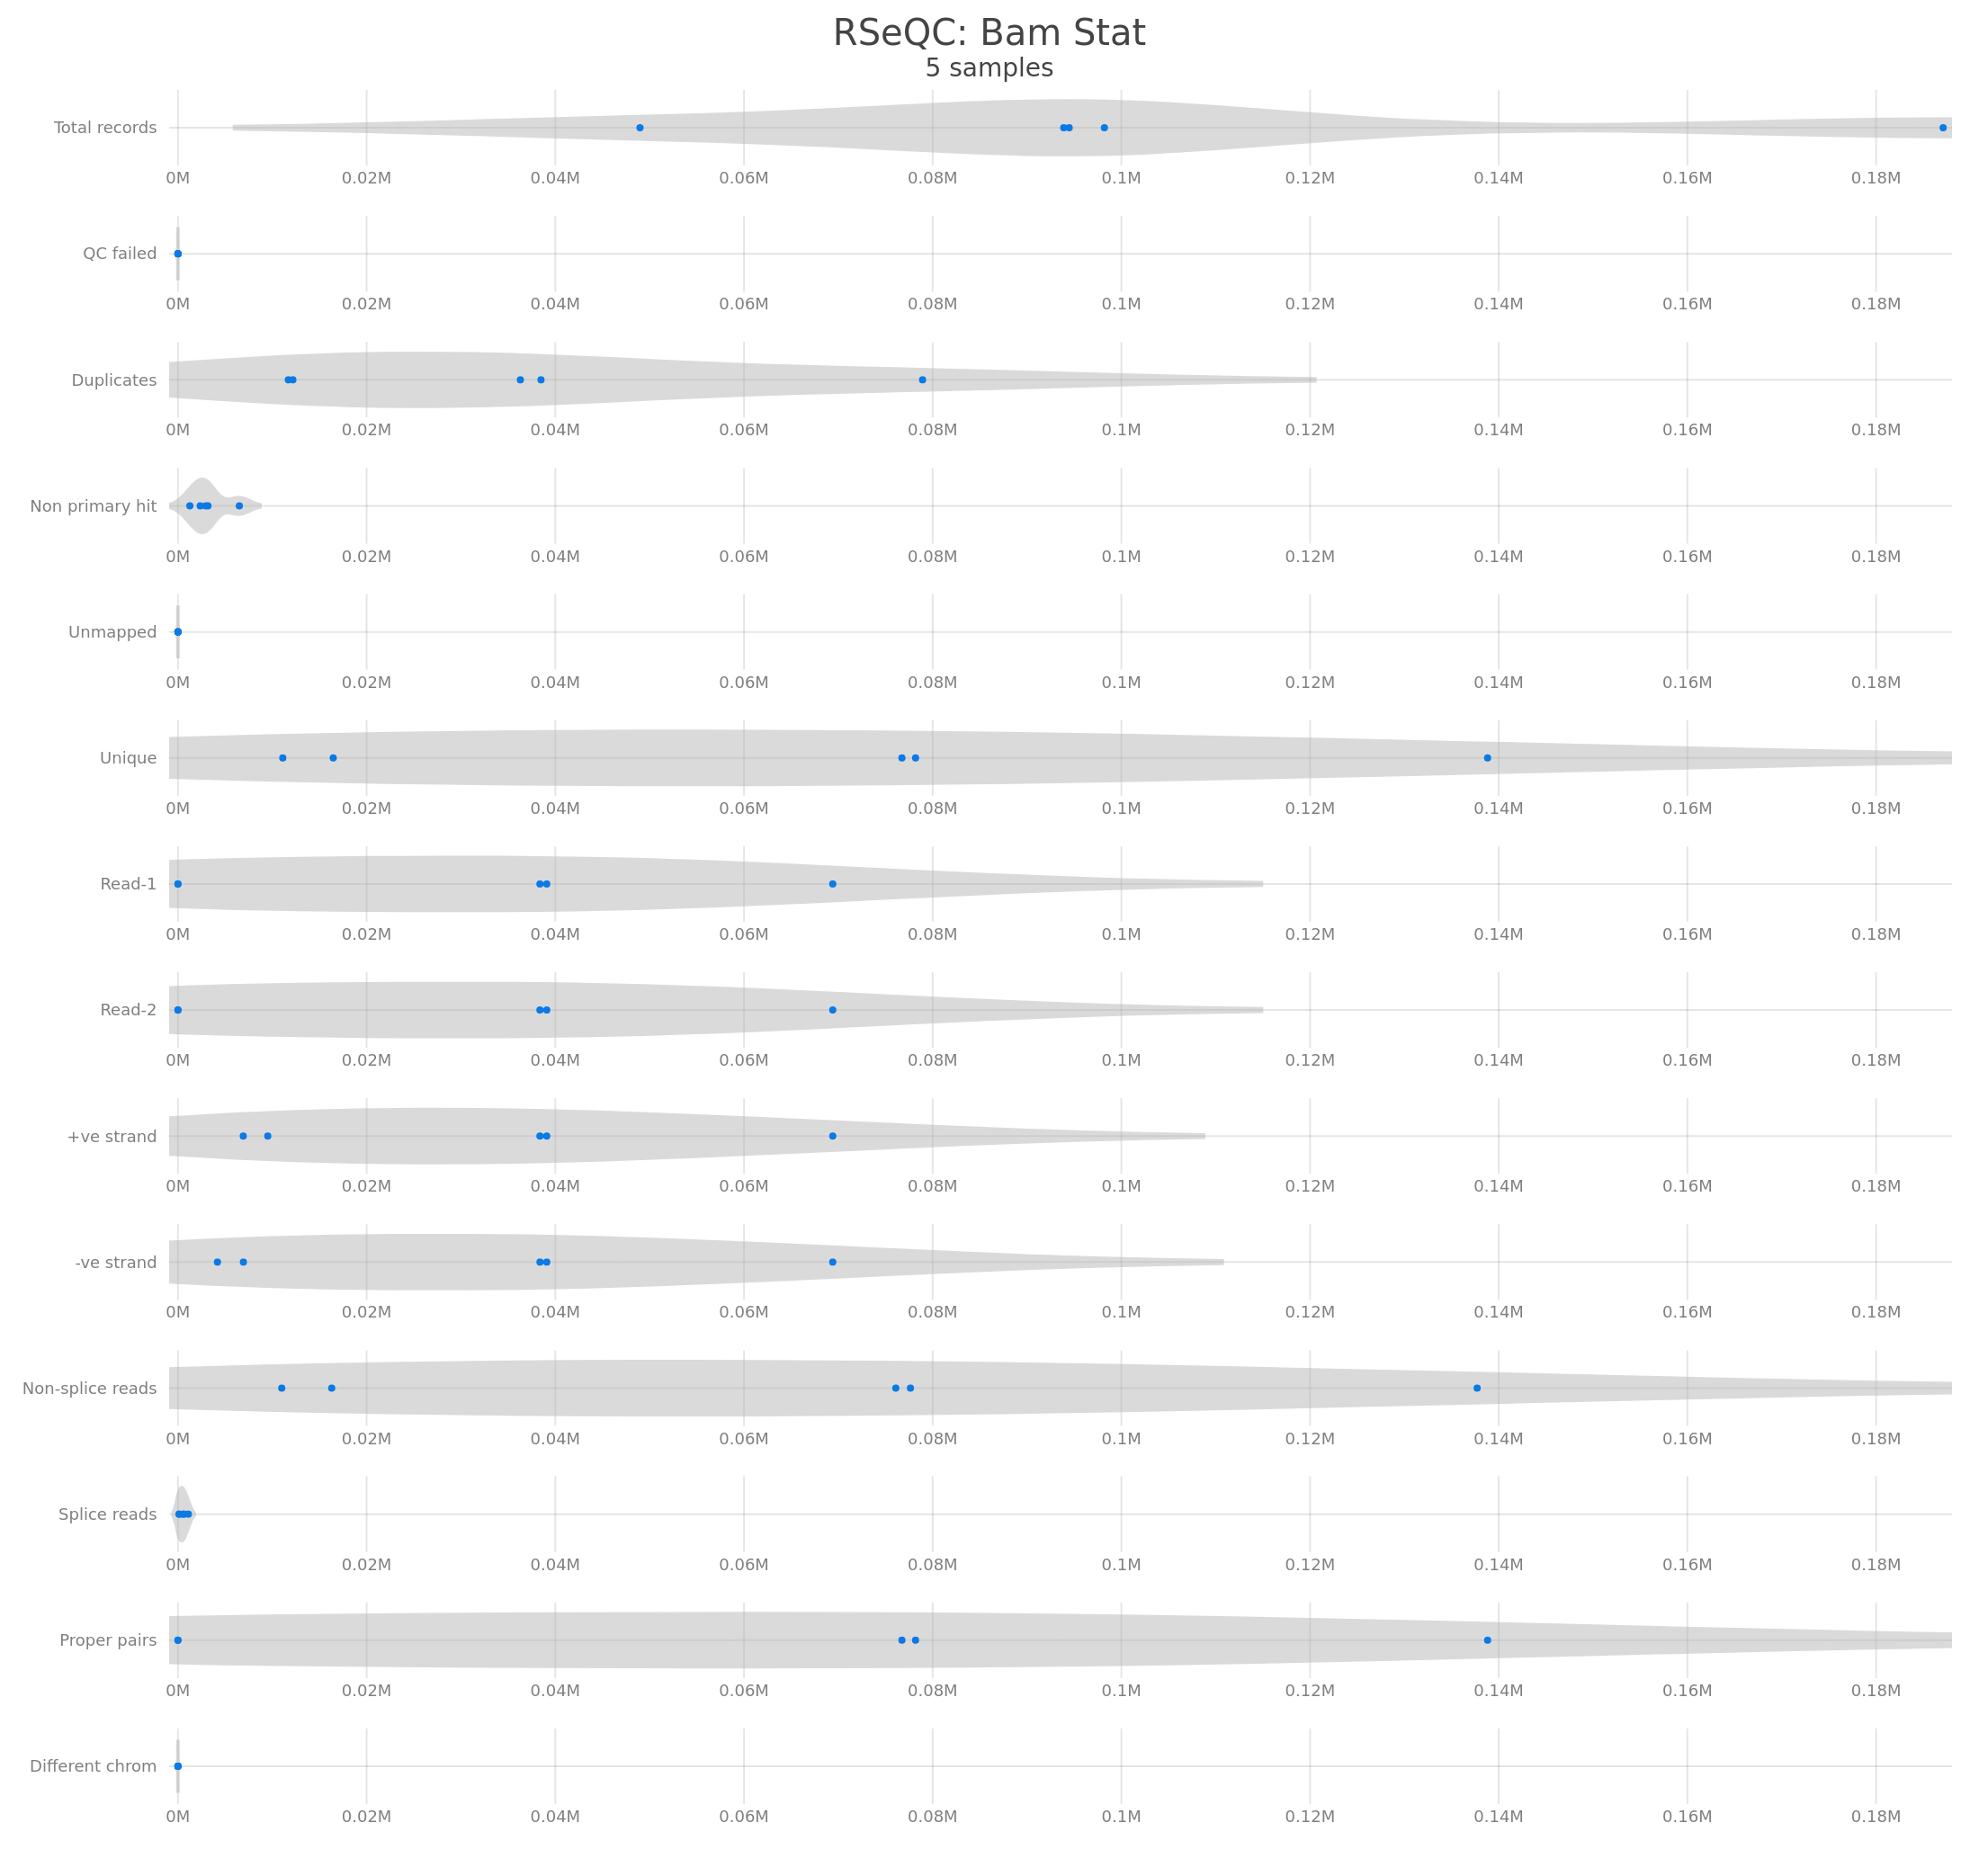 RSeQC: Bam Stat
5 samples
Total records
0M 0.02M 0.04M 0.06M 0.08M 0.1M 0.12M 0.14M 0.16M 0.18M
QC failed
0M 0.02M 0.04M 0.06M 0.08M 0.1M 0.12M 0.14M 0.16M 0.18M
Duplicates
0M 0.02M 0.04M 0.06M 0.08M 0.1M 0.12M 0.14M 0.16M 0.18M
Non primary hit
0M 0.02M 0.04M 0.06M 0.08M 0.1M 0.12M 0.14M 0.16M 0.18M
Unmapped
0M 0.02M 0.04M 0.06M 0.08M 0.1M 0.12M 0.14M 0.16M 0.18M
Unique
0M 0.02M 0.04M 0.06M 0.08M 0.1M 0.12M 0.14M 0.16M 0.18M
Read-1
0M 0.02M 0.04M 0.06M 0.08M 0.1M 0.12M 0.14M 0.16M 0.18M
Read-2
0M 0.02M 0.04M 0.06M 0.08M 0.1M 0.12M 0.14M 0.16M 0.18M
+ve strand
0M 0.02M 0.04M 0.06M 0.08M 0.1M 0.12M 0.14M 0.16M 0.18M
-ve strand
0M 0.02M 0.04M 0.06M 0.08M 0.1M 0.12M 0.14M 0.16M 0.18M
Non-splice reads
0M 0.02M 0.04M 0.06M 0.08M 0.1M 0.12M 0.14M 0.16M 0.18M
Splice reads
0M 0.02M 0.04M 0.06M 0.08M 0.1M 0.12M 0.14M 0.16M 0.18M
Proper pairs
0M 0.02M 0.04M 0.06M 0.08M 0.1M 0.12M 0.14M 0.16M 0.18M
Different chrom
0M 0.02M 0.04M 0.06M 0.08M 0.1M 0.12M 0.14M 0.16M 0.18M